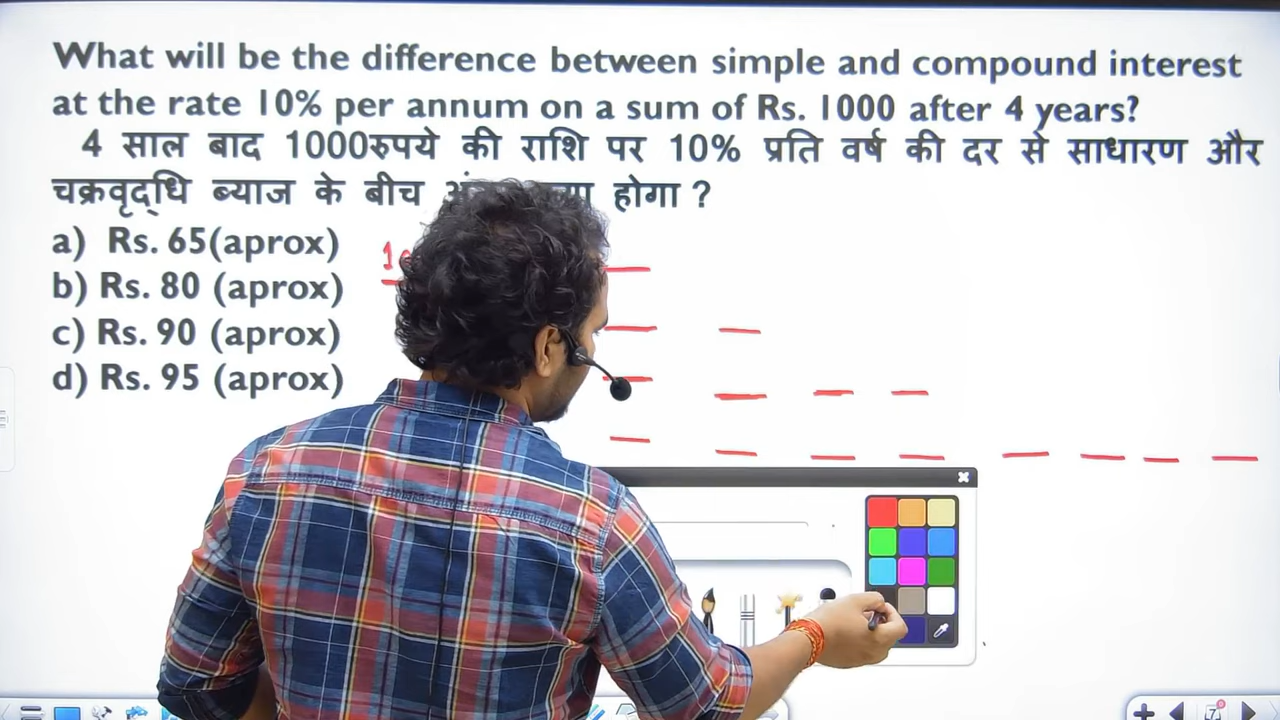 What will be the difference between simple and compound interest
at the rate 10% per annum on a sum of Rs. 1000 after 4 years?
4 साल बाद 1000रुपये की राशि पर 10% प्रति वर्ष की दर से साधारण और
चक्रवृद्धि ब्याज के बीच होगा ?
a) Rs. 65(aprox)
b) Rs. 80 (aprox)
c) Rs. 90 (aprox)
d) Rs. 95 (aprox)
7